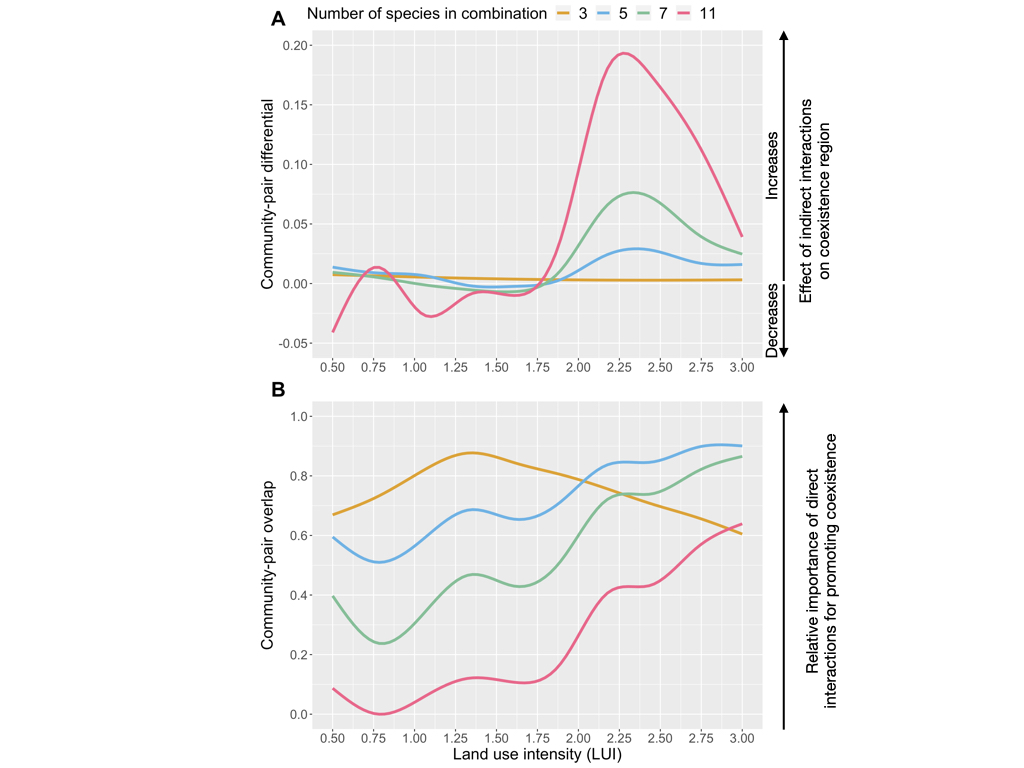 A
Number of species in combination 3 5 7 11
Community-pair differential
0.20
0.15
0.10
0.05
0.00
-0.05
0.50 0.75 1.00 1.25 1.50 1.75 2.00 2.25 2.50 2.75 3.00
Increases
Decreases
Effect of indirect interactions
on coexistence region
B
Community-pair overlap
1.0
0.8
0.6
0.4
0.2
0.0
0.50 0.75 1.00 1.25 1.50 1.75 2.00 2.25 2.50 2.75 3.00
Land use intensity (LUI)
Relative importance of direct
interactions for promoting coexistence